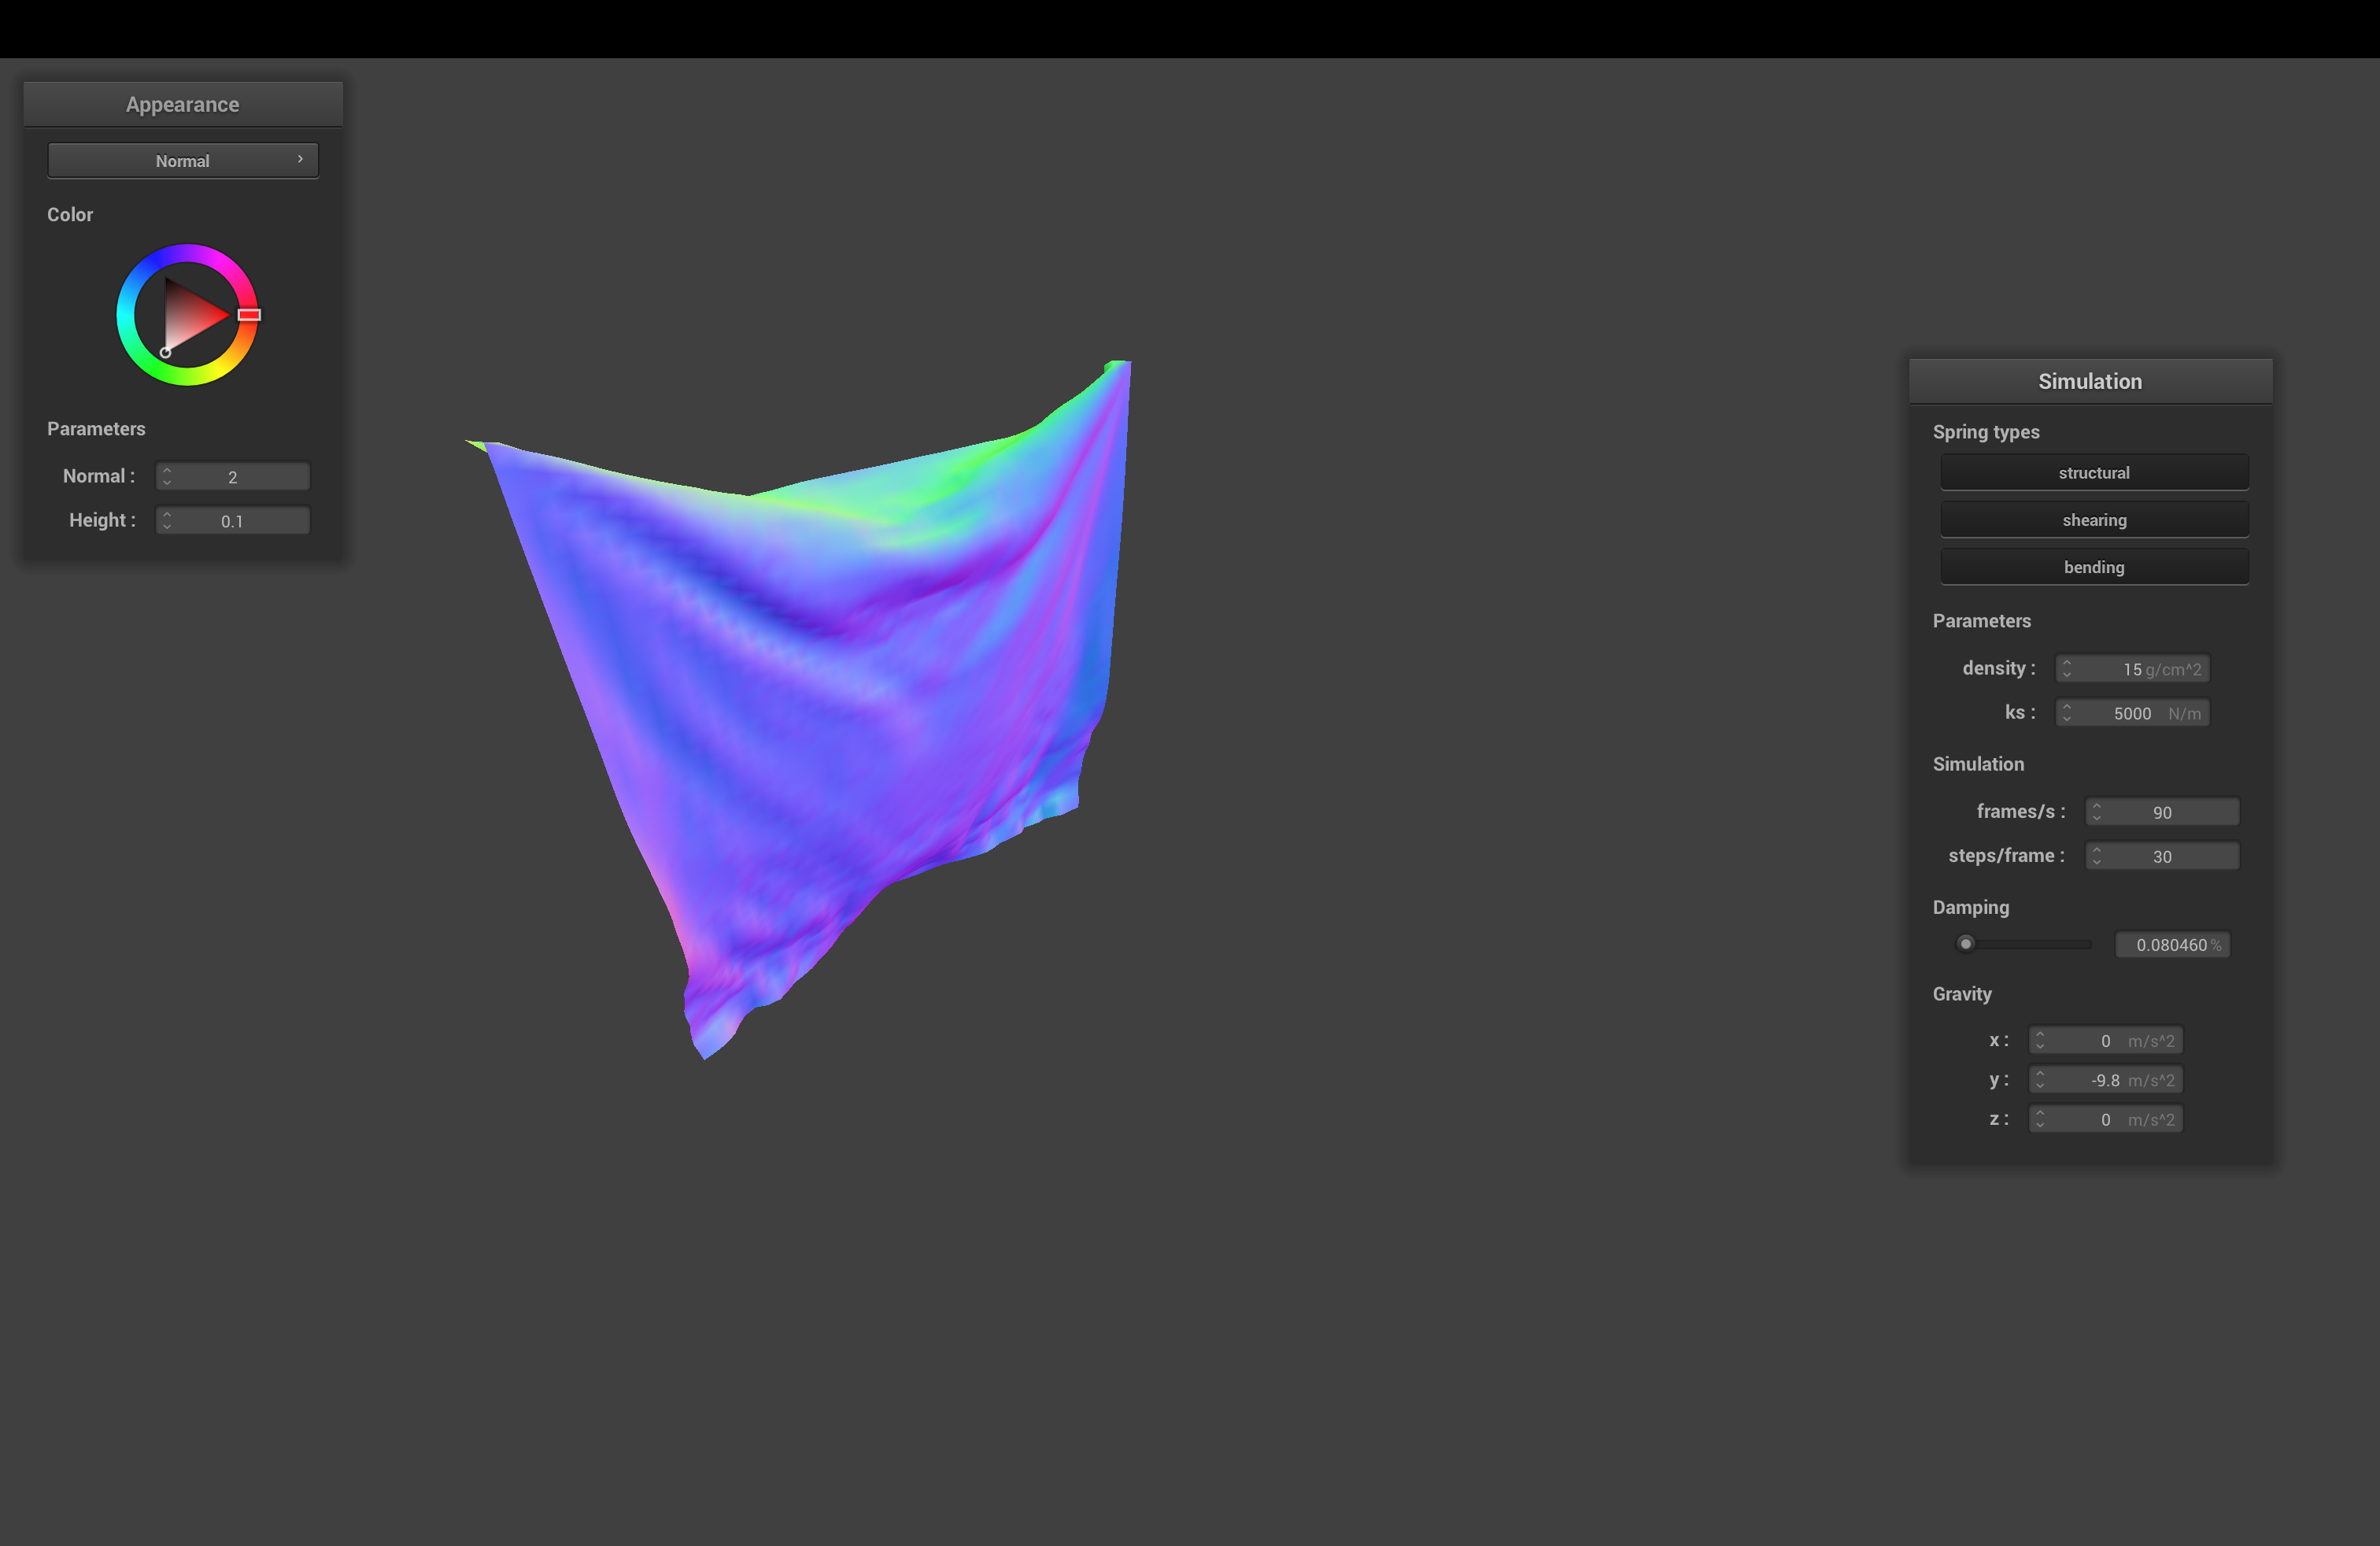 Appearance
Normal
Color
Parameters
Normal : 2
Height : 0.1
Simulation
Spring types
structural
shearing
bending
Parameters
density : 15 g/cm^2
ks : 5000 N/m
Simulation
frames/s : 90
steps/frame : 30
Damping
0.080460 %
Gravity
x : 0 m/s^2
y : -9.8 m/s^2
z : 0 m/s^2